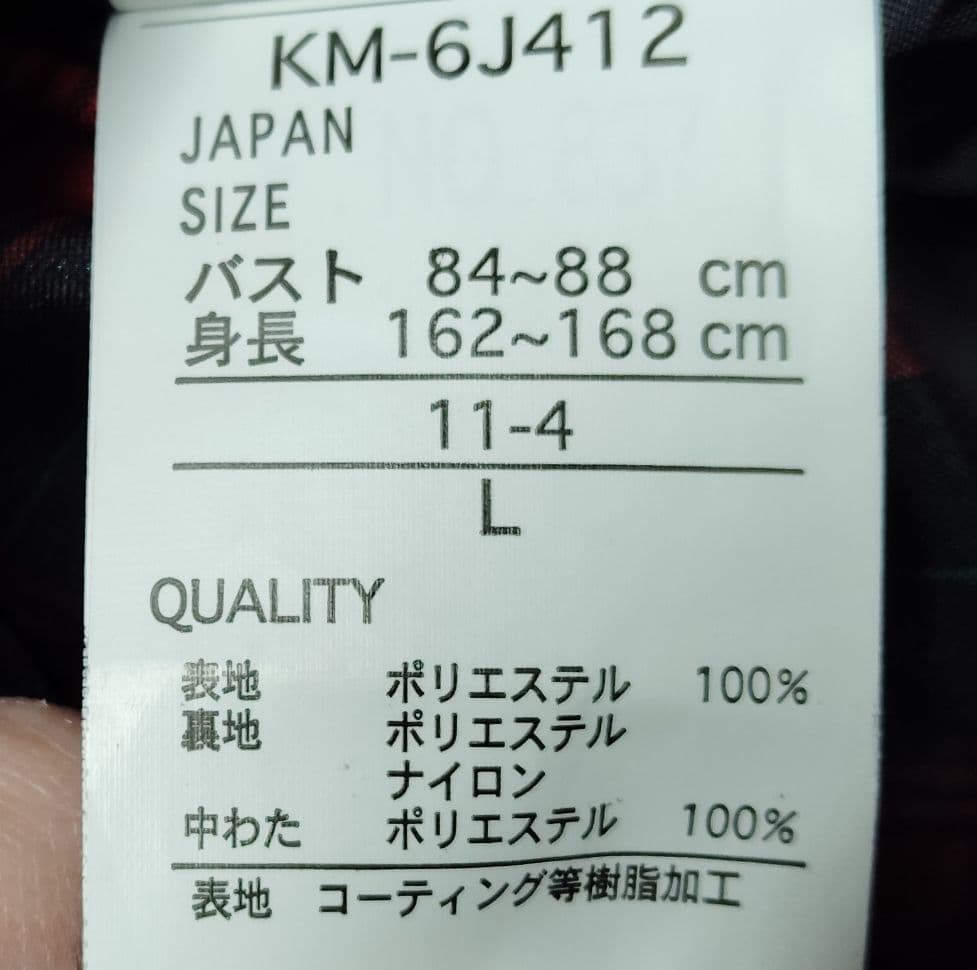 KM-6J412
JAPAN
SIZE
バスト 84~88 cm
身長 162~168 cm
11-4
L
QUALITY
表地 ポリエステル 100%
裏地 ポリエステル
ナイロン
中わた ポリエステル 100%
表地 コーティング等樹脂加工